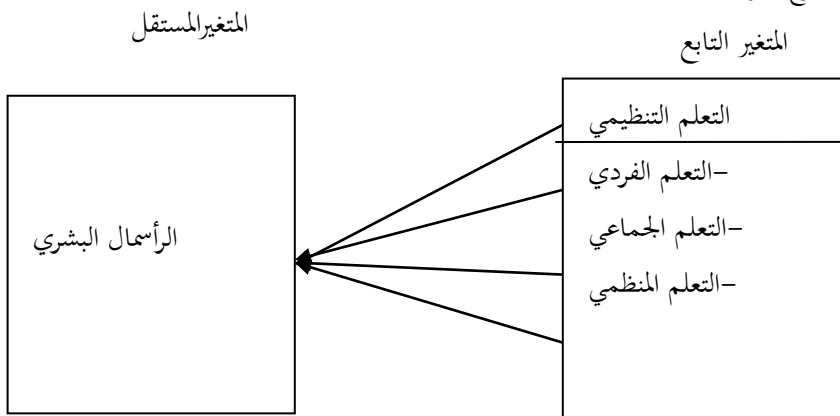 المتغير التابع
المتغيرالمستقل
التعلم التنظيمي
-التعلم الفردي
-التعلم الجماعي
-التعلم المنظمي
الرأسمال البشري